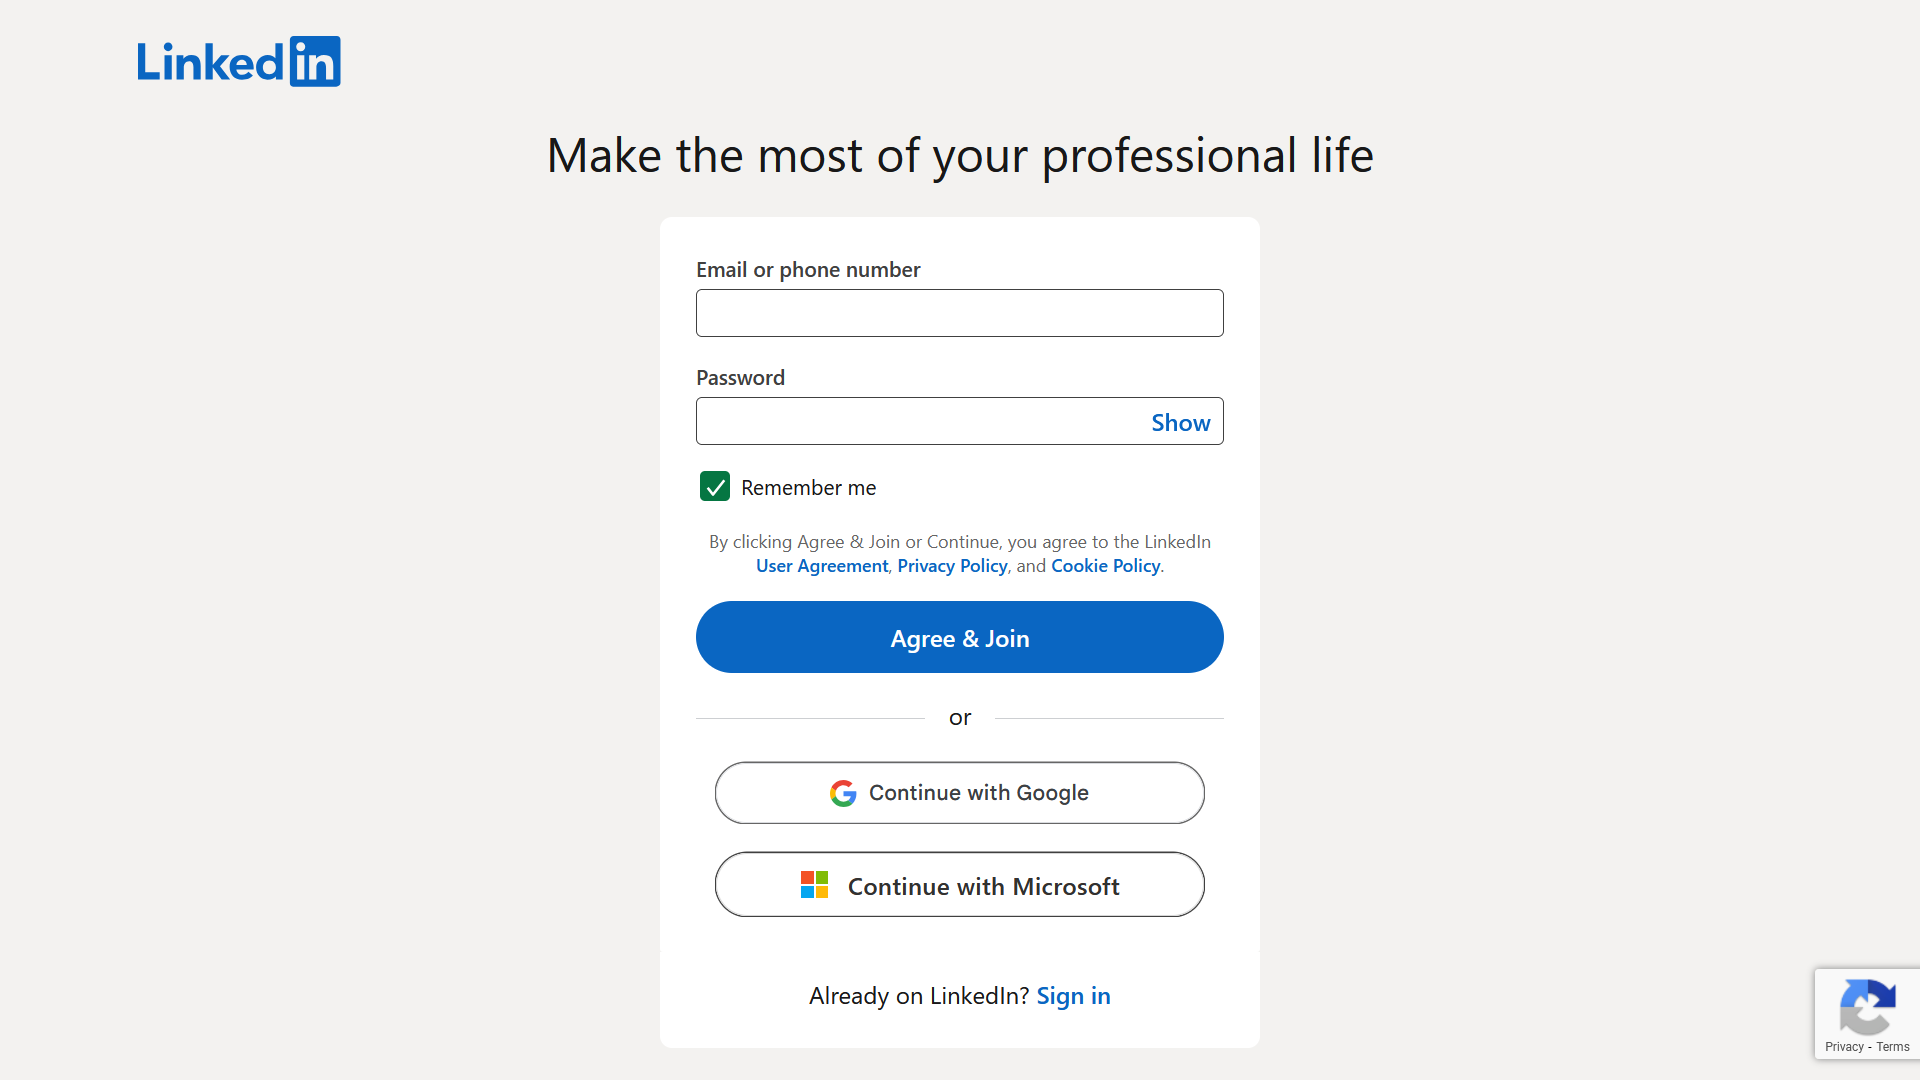 Linked in
Make the most of your professional life
Email or phone number
Password
Show
Remember me
By clicking Agree & Join or Continue, you agree to the LinkedIn
User Agreement, Privacy Policy, and Cookie Policy.
Agree & Join
or
Continue with Google
Continue with Microsoft
Already on LinkedIn? Sign in
Privacy - Terms